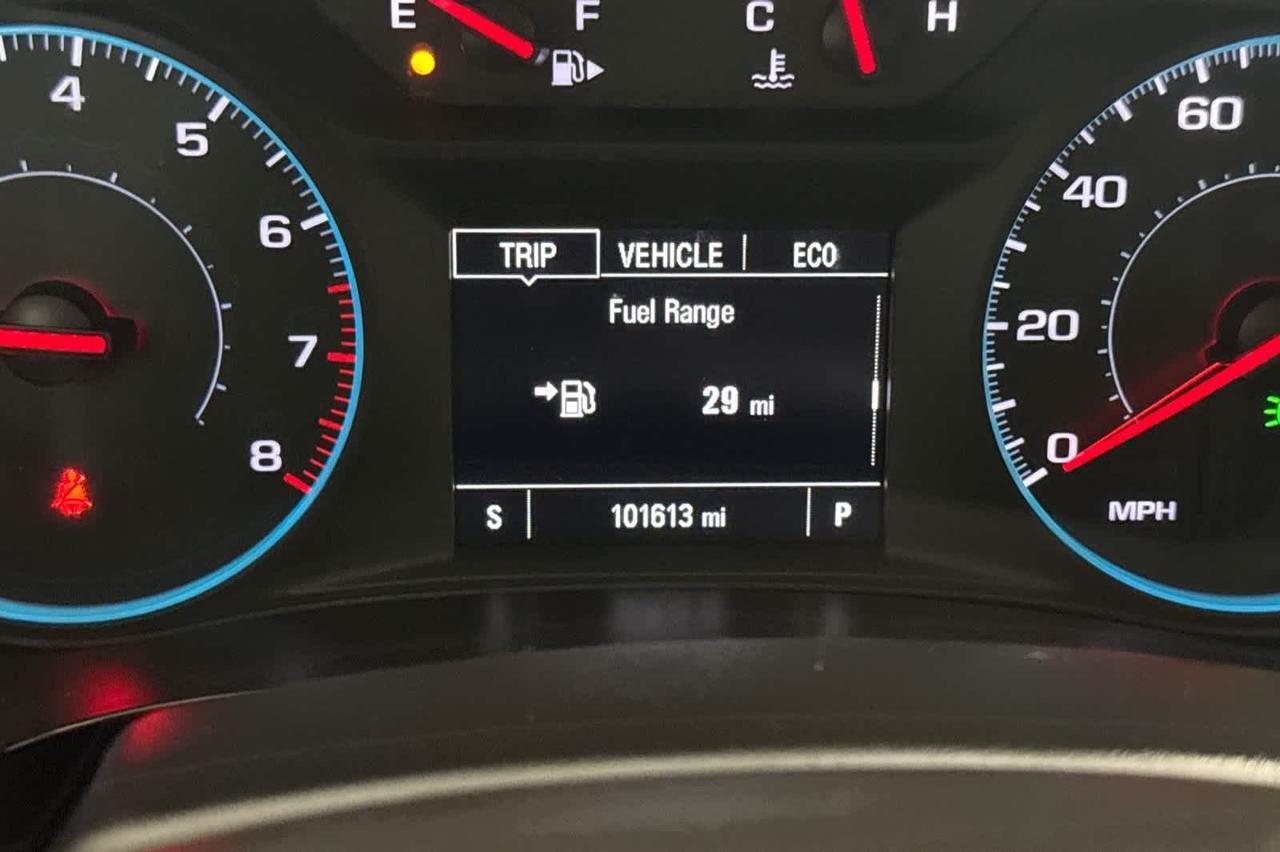 E F C H
4
5
6
7
8
TRIP VEHICLE ECO
Fuel Range
29 mi
S 101613 mi P
60
40
20
0
MPH